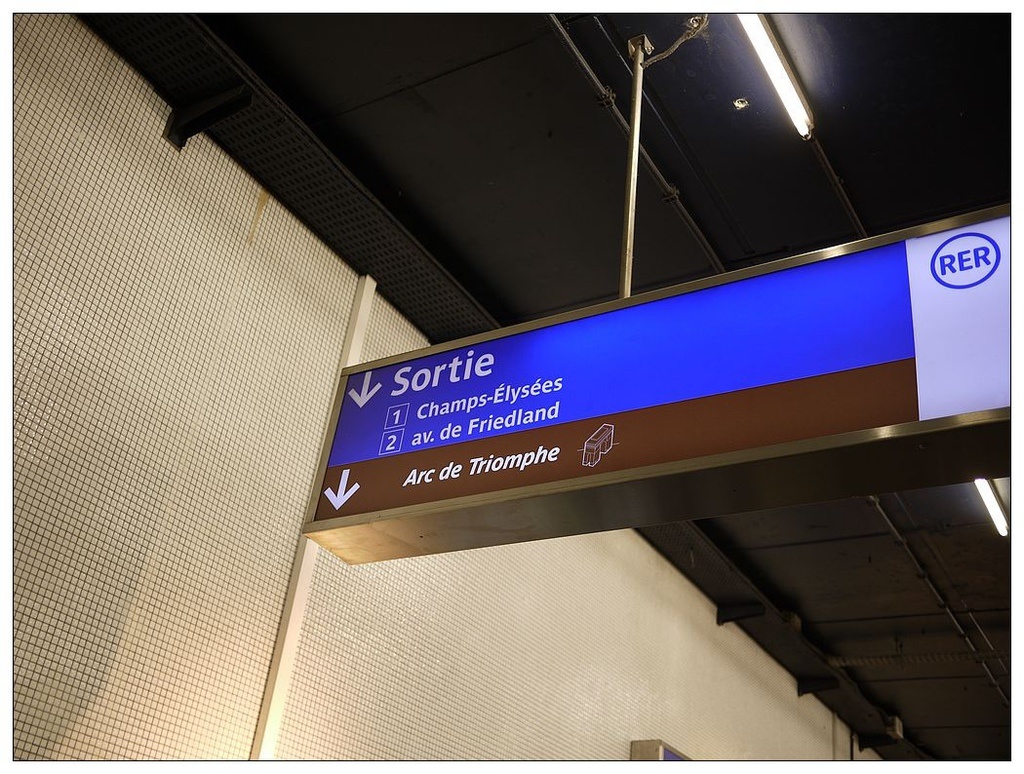 Sortie
1 Champs-Élysées
2 av. de Friedland
Arc de Triomphe
RER